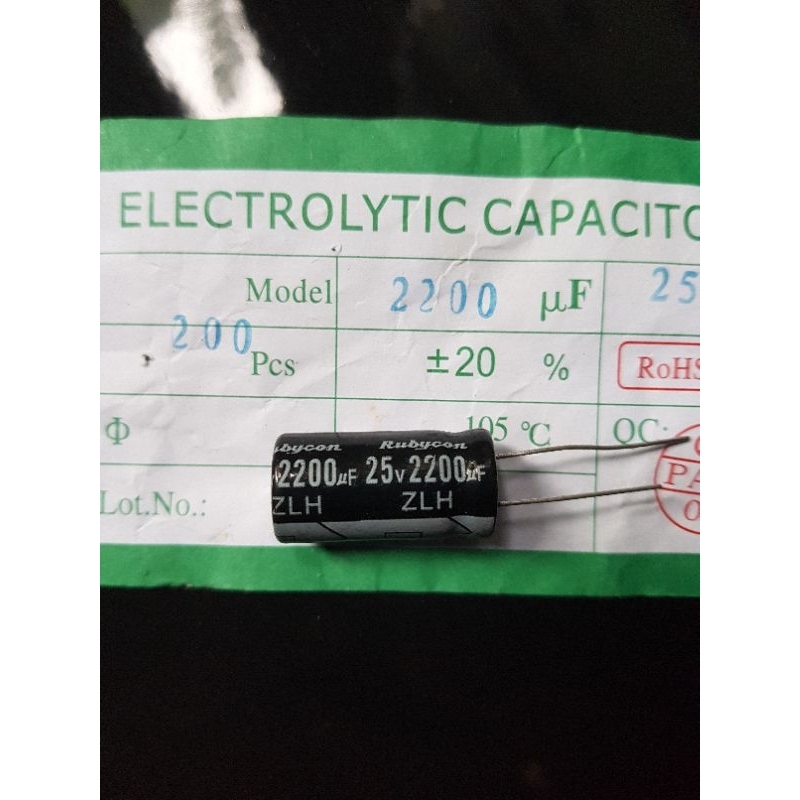 ELECTROLYTIC CAPACITO
Model 2200 µF 25
200 Pcs ±20 % RoHS
Φ 105 ℃ QC:
Lot.No.:
PA
ubycon Rubycon
2200µF 25v 2200µF
ZLH ZLH